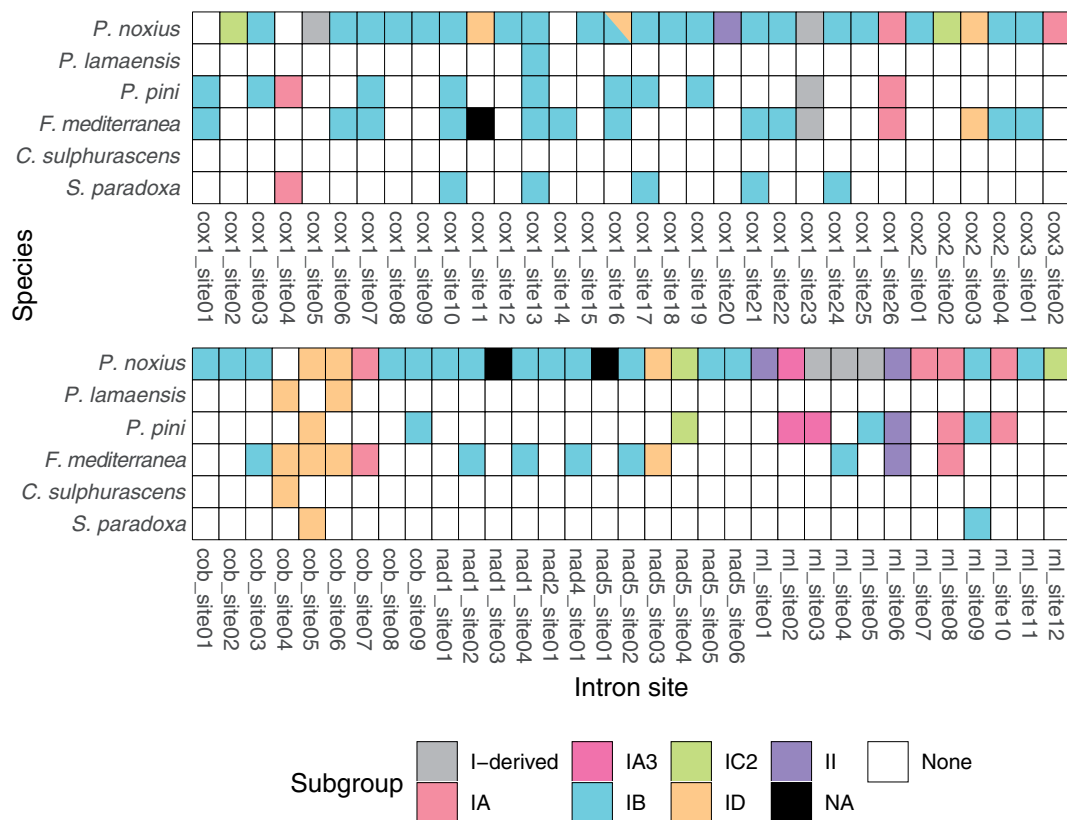 Species
P. noxius
P. lamaensis
P. pini
F. mediterranea
C. sulphurascens
S. paradoxa
cox1_site01
cox1_site02
cox1_site03
cox1_site04
cox1_site05
cox1_site06
cox1_site07
cox1_site08
cox1_site09
cox1_site10
cox1_site11
cox1_site12
cox1_site13
cox1_site14
cox1_site15
cox1_site16
cox1_site17
cox1_site18
cox1_site19
cox1_site20
cox1_site21
cox1_site22
cox1_site23
cox1_site24
cox1_site25
cox1_site26
cox2_site01
cox2_site02
cox2_site03
cox2_site04
cox3_site01
cox3_site02
P. noxius
P. lamaensis
P. pini
F. mediterranea
C. sulphurascens
S. paradoxa
cob_site01
cob_site02
cob_site03
cob_site04
cob_site05
cob_site06
cob_site07
cob_site08
cob_site09
nad1_site01
nad1_site02
nad1_site03
nad1_site04
nad2_site01
nad4_site01
nad5_site01
nad5_site02
nad5_site03
nad5_site04
nad5_site05
nad5_site06
rnl_site01
rnl_site02
rnl_site03
rnl_site04
rnl_site05
rnl_site06
rnl_site07
rnl_site08
rnl_site09
rnl_site10
rnl_site11
rnl_site12
Intron site
Subgroup
I−derived
IA3
IC2
II
None
IA
IB
ID
NA